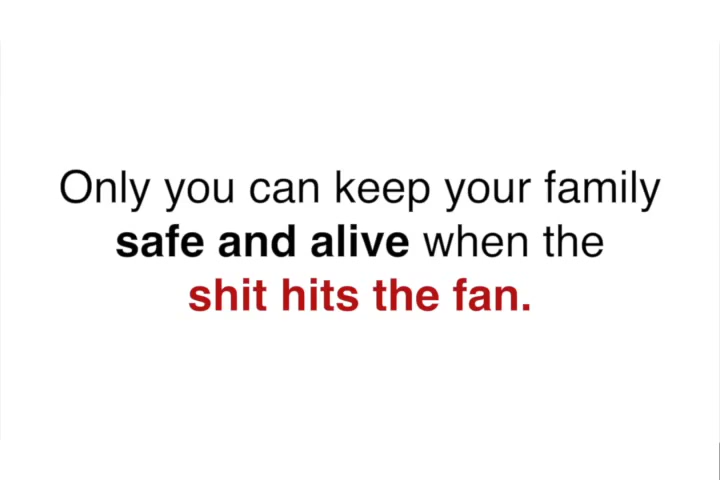 Only you can keep your family
safe and alive when the
shit hits the fan.